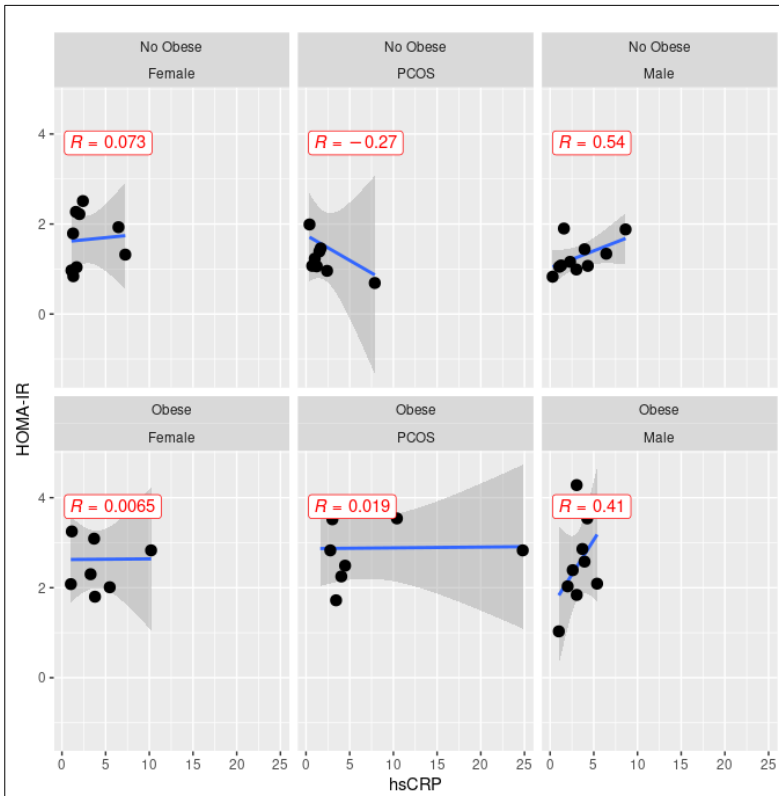 No Obese No Obese No Obese
Female PCOS Male
4
R = 0.073 R = −0.27 R = 0.54
2
0
HOMA-IR
Obese Obese Obese
Female PCOS Male
4
R = 0.0065 R = 0.019 R = 0.41
2
0
0 5 10 15 20 25 0 5 10 15 20 25 0 5 10 15 20 25
hsCRP